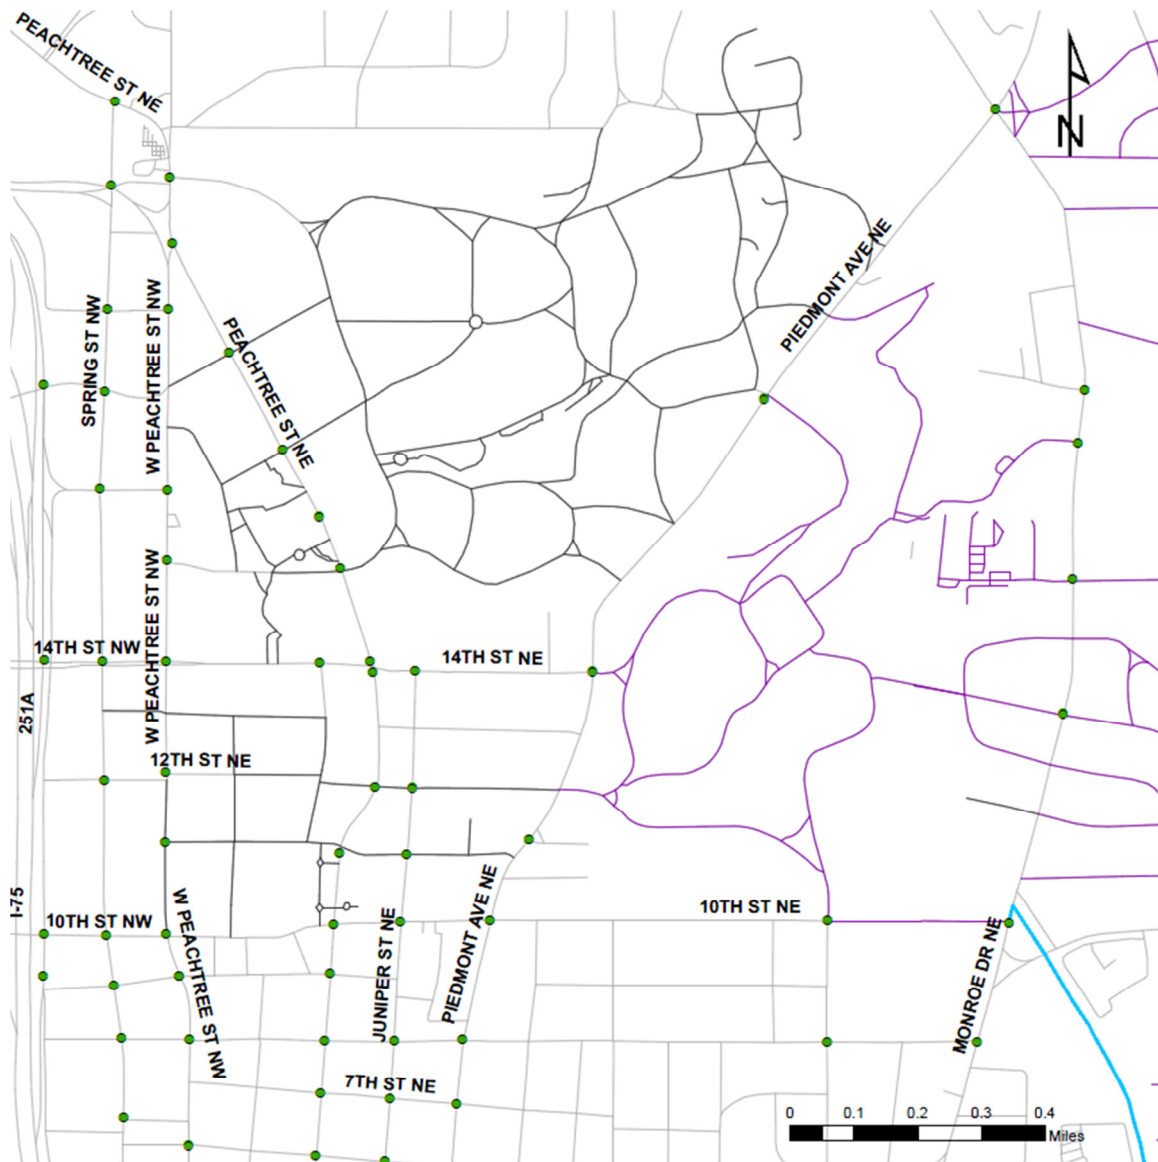 PEACHTREE ST NE
N
PIEDMONT AVE NE
SPRING ST NW
W PEACHTREE ST NW
PEACHTREE ST NE
W PEACHTREE ST NW
14TH ST NW
14TH ST NE
251A
12TH ST NE
I-75
10TH ST NW
W PEACHTREE ST NW
JUNIPER ST NE
PIEDMONT AVE NE
10TH ST NE
MONROE DR NE
7TH ST NE
0 0.1 0.2 0.3 0.4
Miles